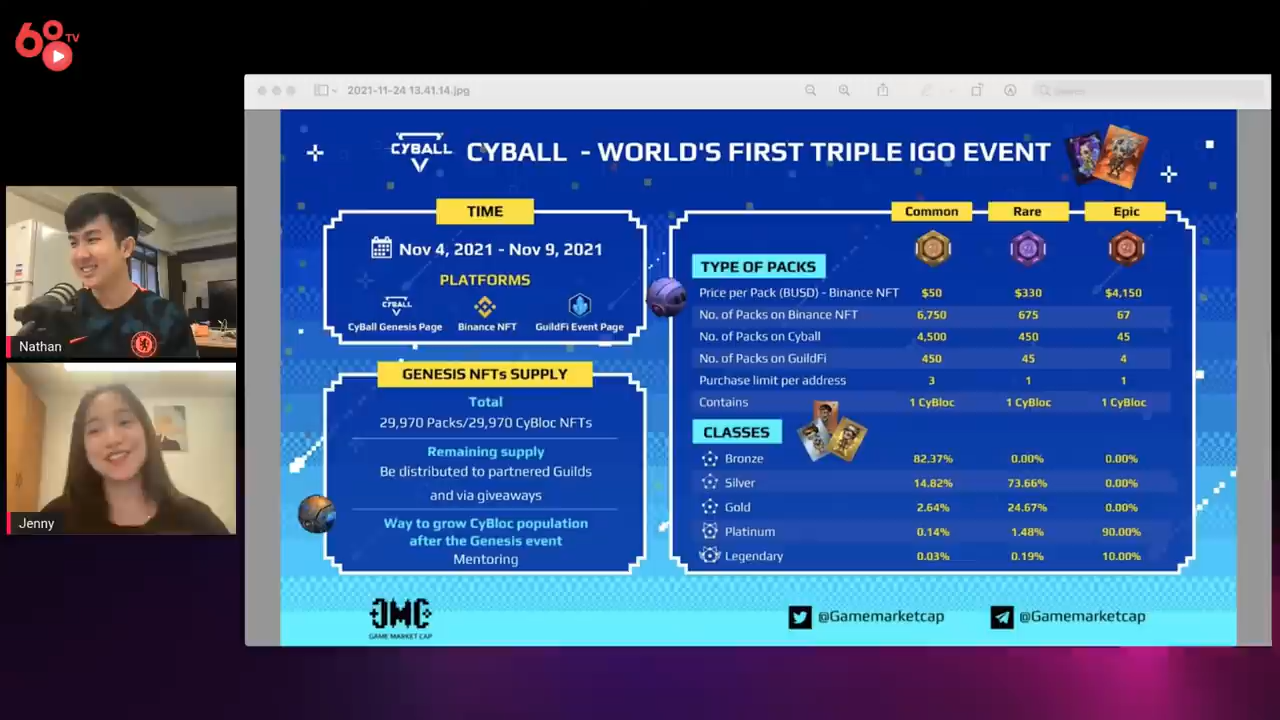 60 TV
2021-11-24 13.41.14.jpg
Search
CYBALL
CYBALL - WORLD'S FIRST TRIPLE IGO EVENT
TIME
Nov 4, 2021 - Nov 9, 2021
PLATFORMS
CYBALL
CyBall Genesis Page
Binance NFT
GuildFi Event Page
GENESIS NFTs SUPPLY
Total
29,970 Packs/29,970 CyBloc NFTs
Remaining supply
Be distributed to partnered Guilds
and via giveaways
Way to grow CyBloc population
after the Genesis event
Mentoring
Common Rare Epic
TYPE OF PACKS
Price per Pack (BUSD) - Binance NFT $50 $330 $4,150
No. of Packs on Binance NFT 6,750 675 67
No. of Packs on Cyball 4,500 450 45
No. of Packs on GuildFi 450 45 4
Purchase limit per address 3 1 1
Contains 1 CyBloc 1 CyBloc 1 CyBloc
CLASSES
Bronze 82.37% 0.00% 0.00%
Silver 14.82% 73.66% 0.00%
Gold 2.64% 24.67% 0.00%
Platinum 0.14% 1.48% 90.00%
Legendary 0.03% 0.19% 10.00%
GMC
GAME MARKET CAP
@Gamemarketcap
@Gamemarketcap
Nathan
Jenny